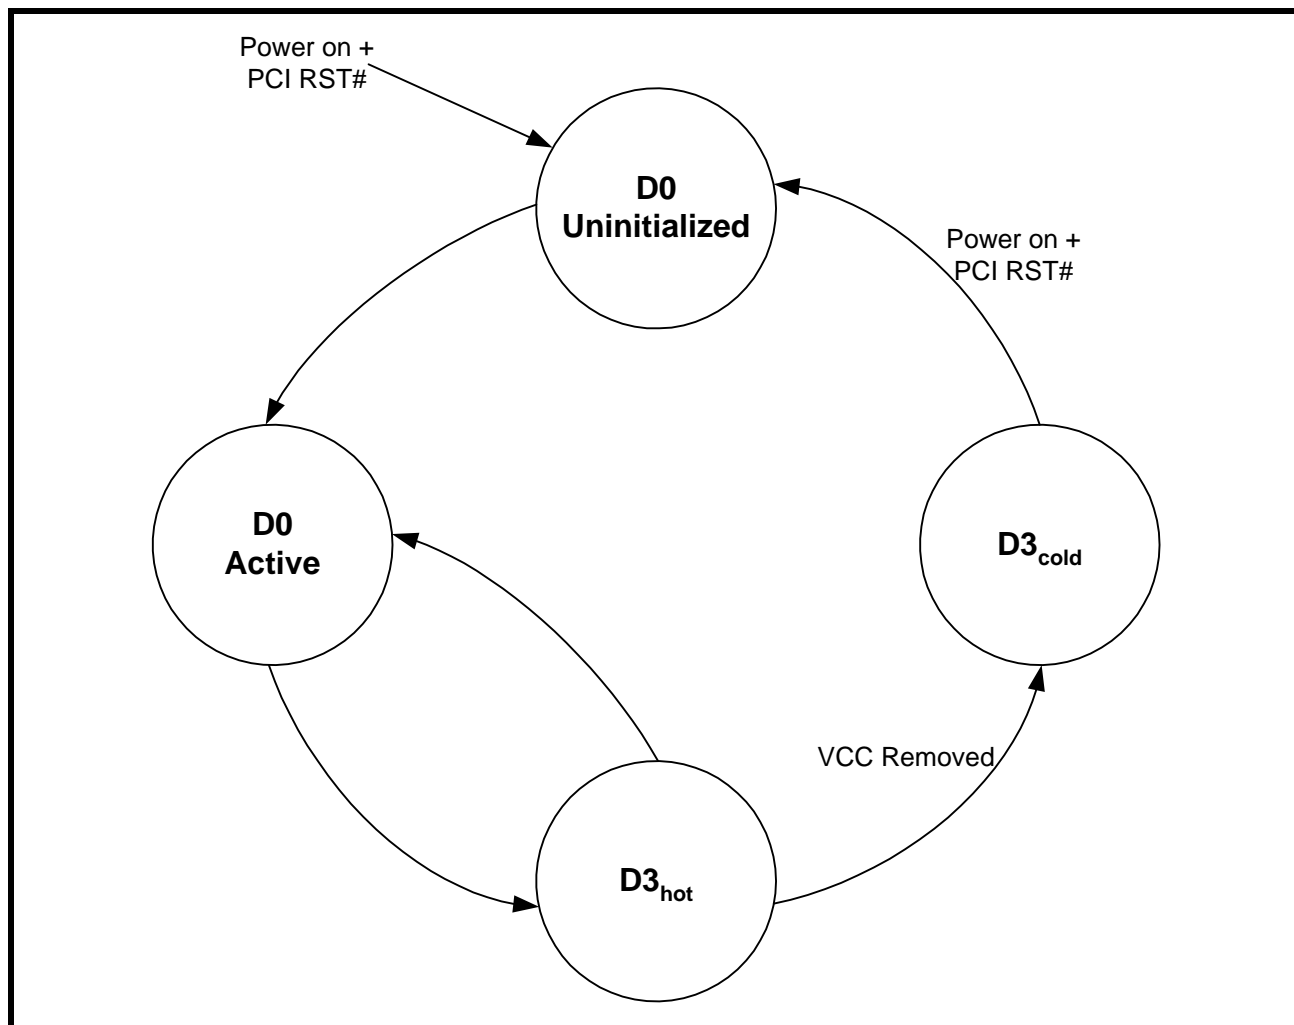 Power on +
PCI RST#
D0
Uninitialized
Power on +
PCI RST#
D0
Active
D3cold
VCC Removed
D3hot